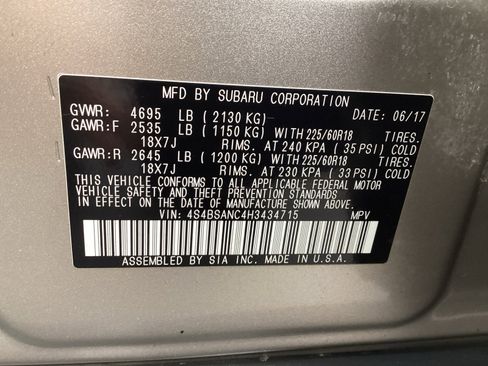 MFD BY SUBARU CORPORATION
GVWR: 4695 LB ( 2130 KG) DATE: 06/17
GAWR:F 2535 LB ( 1150 KG) WITH 225/60R18 TIRES.
18X7J RIMS. AT 240 KPA ( 35 PSI) COLD
GAWR:R 2645 LB ( 1200 KG) WITH 225/60R18 TIRES.
18X7J RIMS. AT 230 KPA ( 33 PSI) COLD
THIS VEHICLE CONFORMS TO ALL APPLICABLE FEDERAL MOTOR
VEHICLE SAFETY AND THEFT PREVENTION STANDARDS
IN EFFECT ON THE DATE OF MANUFACTURE SHOWN ABOVE.
VIN: 4S4BSANC4H3434715 MPV
ASSEMBLED BY SIA INC. MADE IN U.S.A.